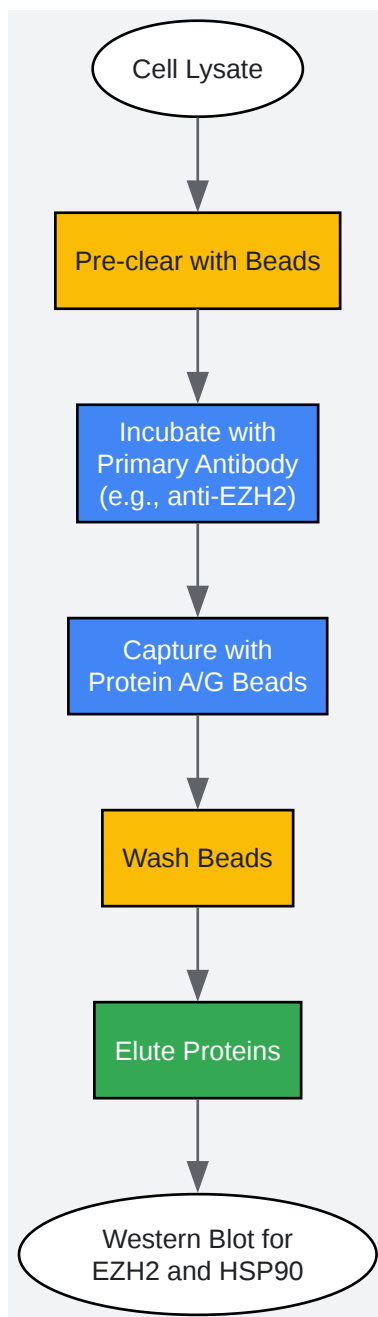 Cell Lysate
Pre-clear with Beads
Incubate with
Primary Antibody
(e.g., anti-EZH2)
Capture with
Protein A/G Beads
Wash Beads
Elute Proteins
Western Blot for
EZH2 and HSP90